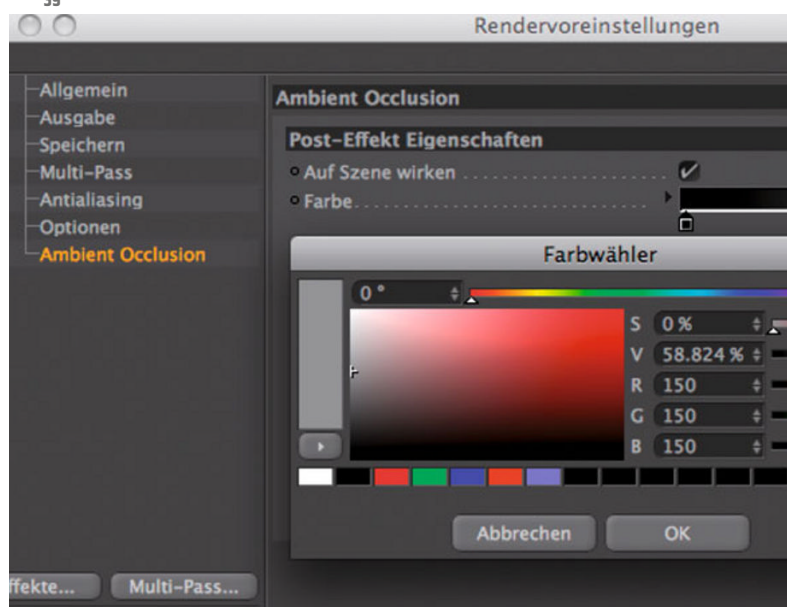 Rendervoreinstellungen
Allgemein
Ausgabe
Speichern
Multi-Pass
Antialiasing
Optionen
Ambient Occlusion
Ambient Occlusion
Post-Effekt Eigenschaften
Auf Szene wirken
Farbe
Farbwähler
0 °
S 0 %
V 58.824 %
R 150
G 150
B 150
Abbrechen OK
ffekte... Multi-Pass...